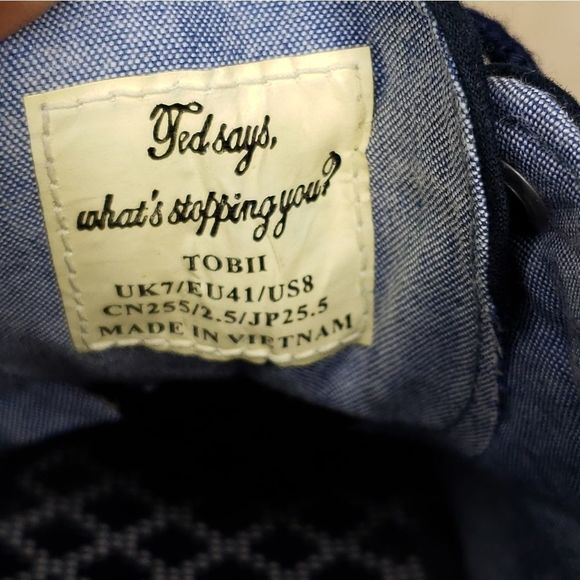 Ted says,
what's stopping you?
TOBII
UK7/EU41/US8
CN255/2.5/JP25.5
MADE IN VIETNAM